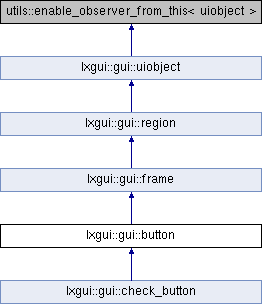 utils::enable_observer_from_this< uiobject >
lxgui::gui::uiobject
lxgui::gui::region
lxgui::gui::frame
lxgui::gui::button
lxgui::gui::check_button